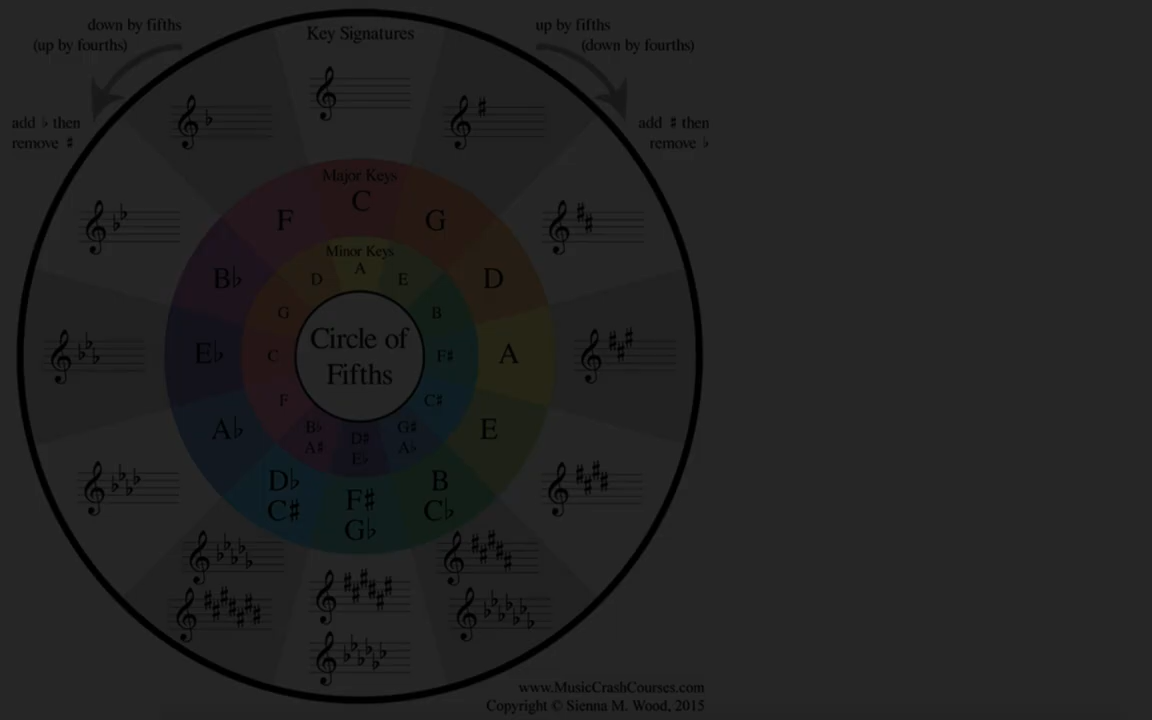 down by fifths
(up by fourths)
add ♭ then
remove ♯
up by fifths
(down by fourths)
add ♯ then
remove ♭
Key Signatures
Major Keys
C
G
D
A
E
B
C♭
F♯
G♭
D♭
C♯
A♭
E♭
B♭
F
Minor Keys
A
E
B
F♯
C♯
G♯
A♭
D♯
E♭
B♭
A♯
F
C
G
D
Circle of
Fifths
www.MusicCrashCourses.com
Copyright © Sienna M. Wood, 2015